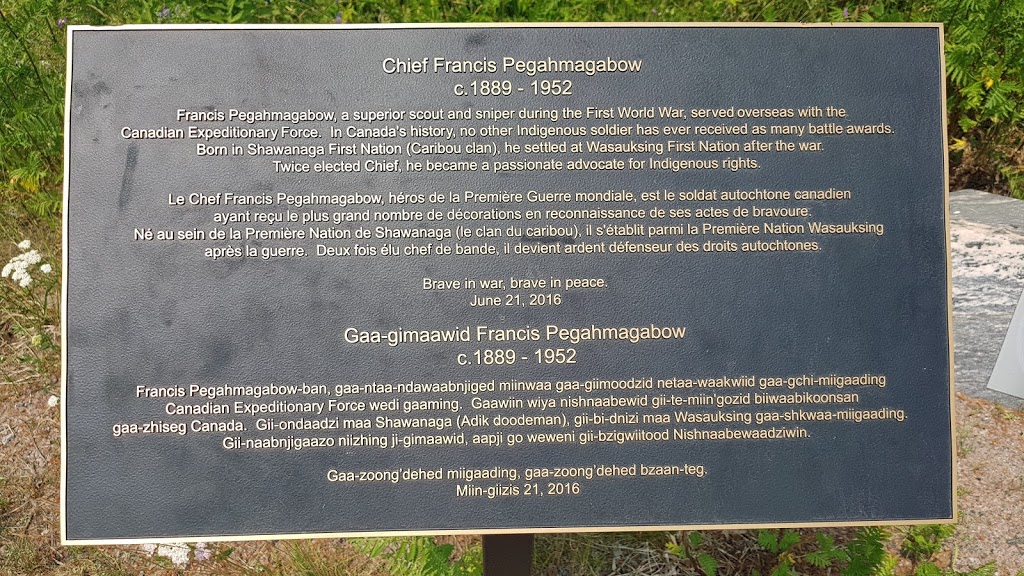 Chief Francis Pegahmagabow
c.1889 - 1952
Francis Pegahmagabow, a superior scout and sniper during the First World War, served overseas with the
Canadian Expeditionary Force. In Canada's history, no other Indigenous soldier has ever received as many battle awards.
Born in Shawanaga First Nation (Caribou clan), he settled at Wasauksing First Nation after the war.
Twice elected Chief, he became a passionate advocate for Indigenous rights.
Le Chef Francis Pegahmagabow, héros de la Première Guerre mondiale, est le soldat autochtone canadien
ayant reçu le plus grand nombre de décorations en reconnaissance de ses actes de bravoure.
Né au sein de la Première Nation de Shawanaga (le clan du caribou), il s'établit parmi la Première Nation Wasauksing
après la guerre. Deux fois élu chef de bande, il devient ardent défenseur des droits autochtones.
Brave in war, brave in peace.
June 21, 2016
Gaa-gimaawid Francis Pegahmagabow
c.1889 - 1952
Francis Pegahmagabow-ban, gaa-ntaa-ndawaabnjiged miinwaa gaa-giimoodzid netaa-waakwiid gaa-gchi-miigaading
Canadian Expeditionary Force wedi gaaming. Gaawiin wiya nishnaabewid gii-te-miin'gozid biiwaabikoonsan
gaa-zhiseg Canada. Gii-ondaadzi maa Shawanaga (Adik doodeman), gii-bi-dnizi maa Wasauksing gaa-shkwaa-miigaading.
Gii-naabnjigaazo niizhing ji-gimaawid, aapji go weweni gii-bzigwiitood Nishnaabewaadziwin.
Gaa-zoong'dehed miigaading, gaa-zoong'dehed bzaan-teg.
Miin-giizis 21, 2016